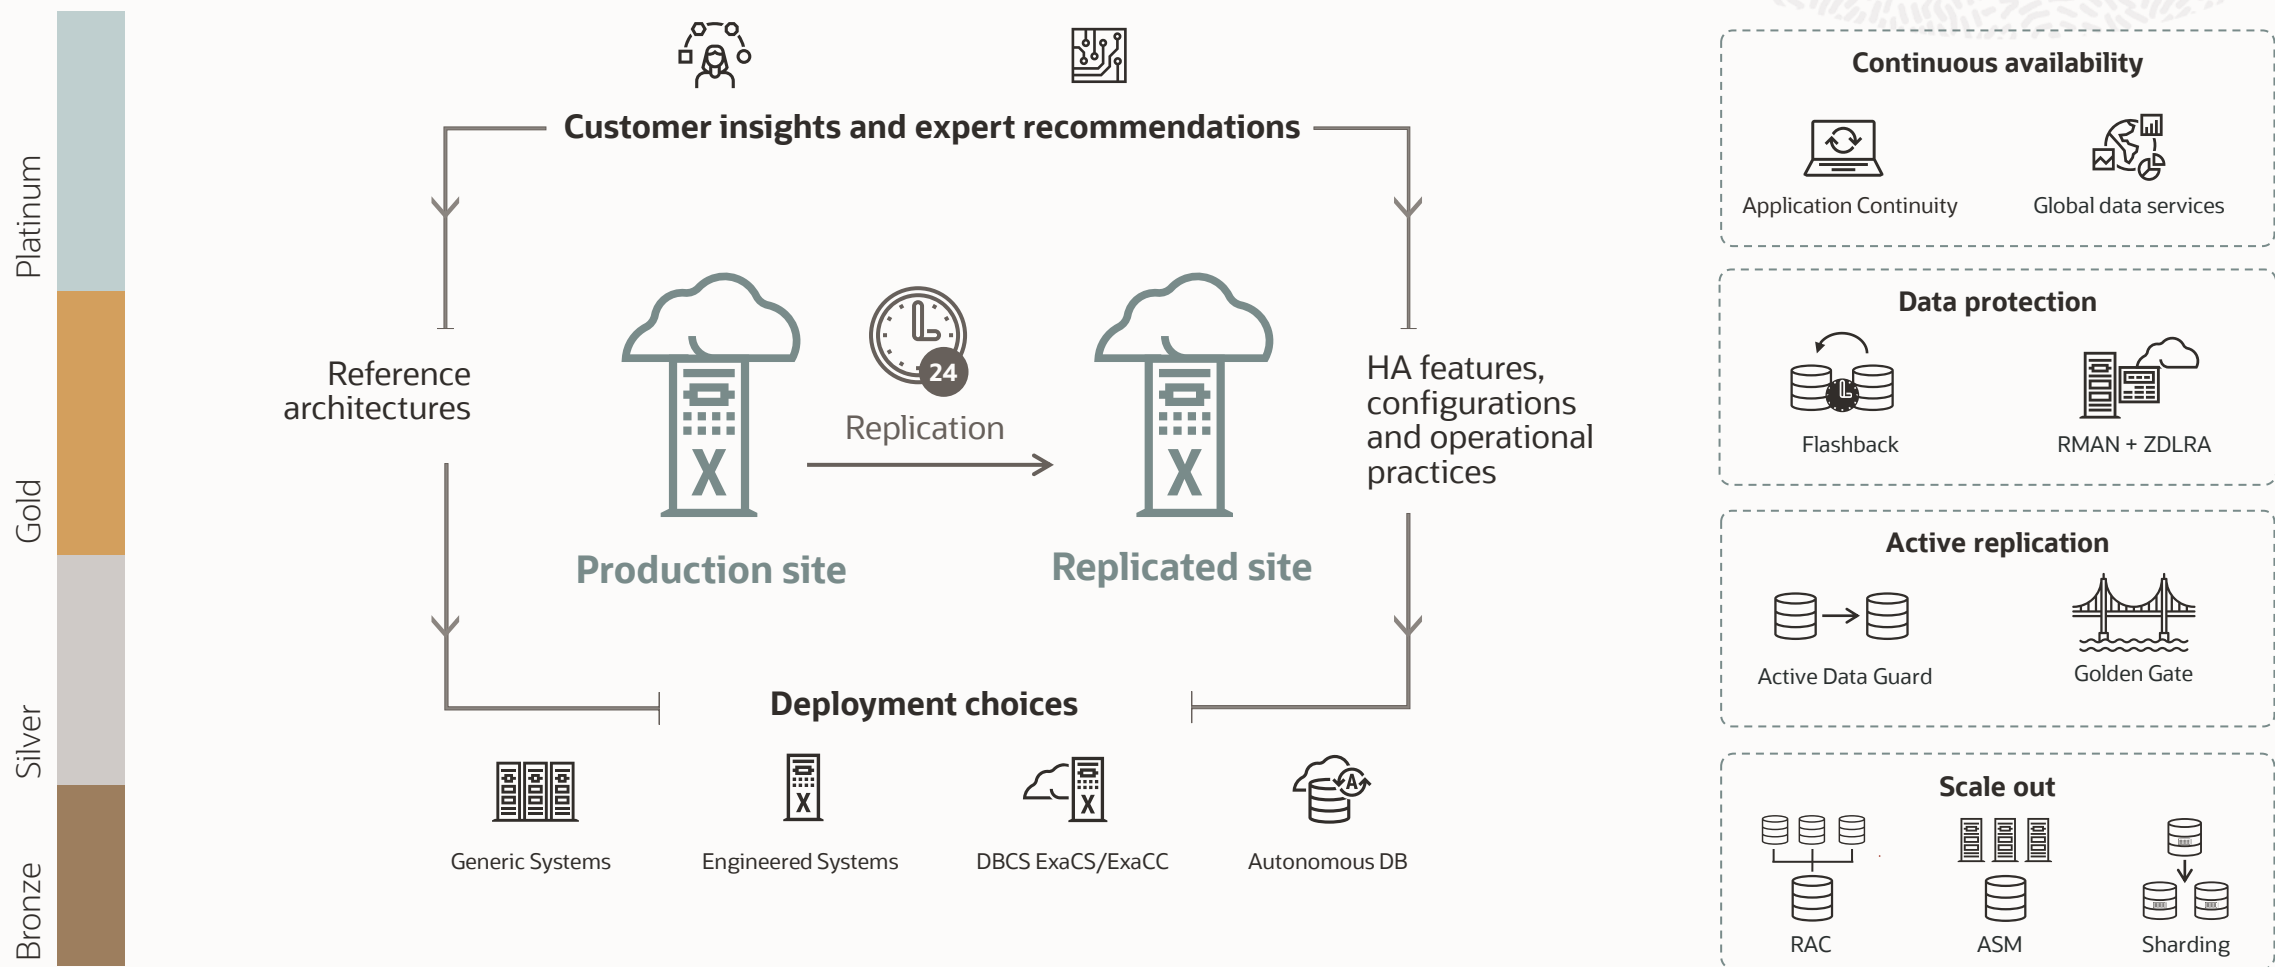 Platinum
Gold
Silver
Bronze
Customer insights and expert recommendations
Reference
architectures
24
Replication
X
X
Production site
Replicated site
HA features,
configurations
and operational
practices
Deployment choices
X
X
A
Generic Systems
Engineered Systems
DBCS ExaCS/ExaCC
Autonomous DB
Continuous availability
Application Continuity
Global data services
Data protection
Flashback
RMAN + ZDLRA
Active replication
Active Data Guard
Golden Gate
Scale out
RAC
ASM
Sharding